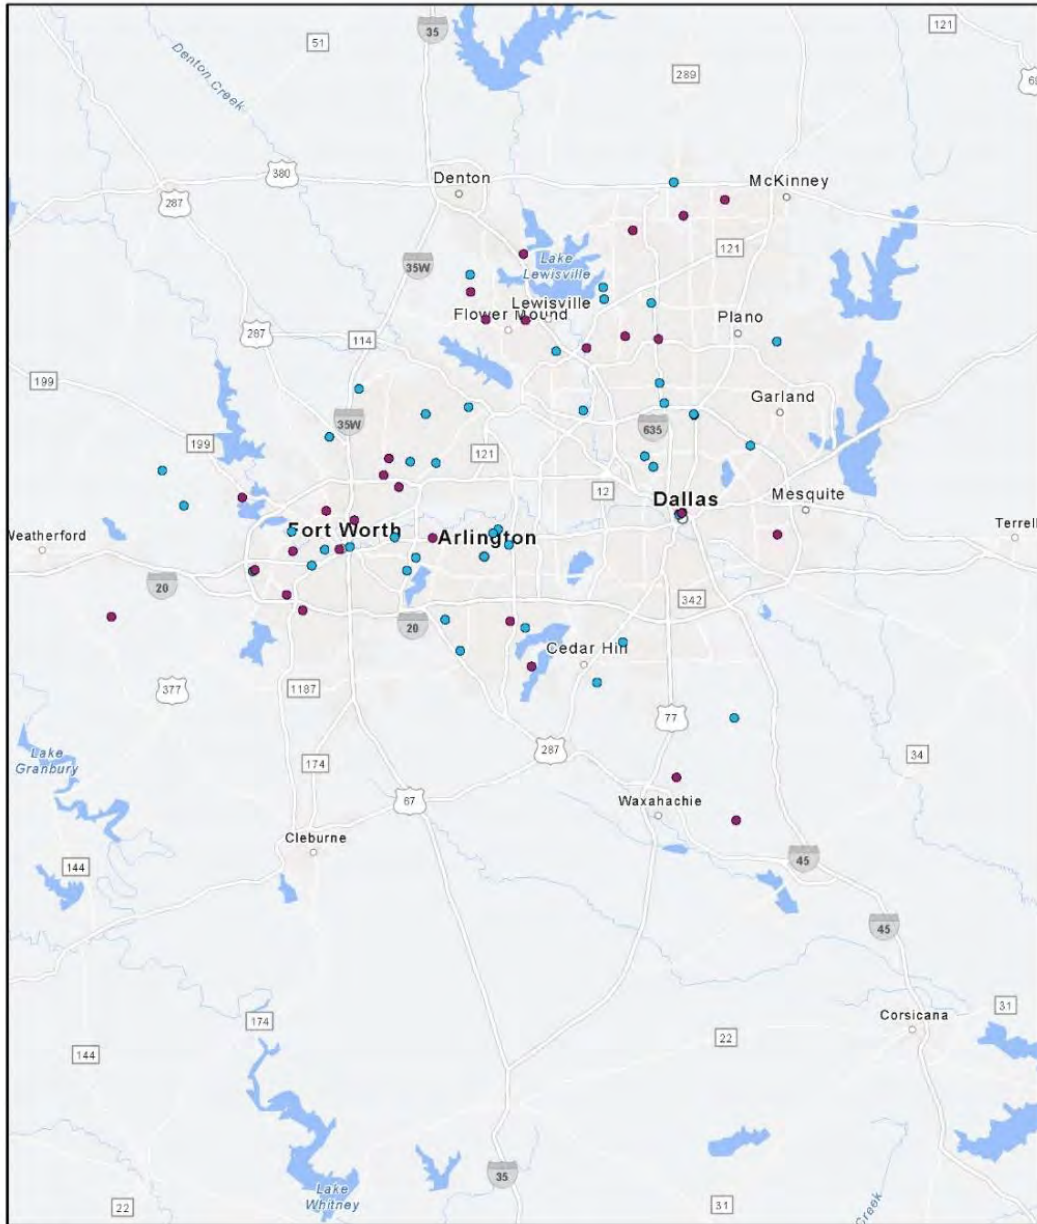 35
121
51
Denton Creek
289
380
Denton
McKinney
287
121
35W
Lake
Lewisville
Lewisville
Flower Mound
Plano
287
114
199
Garland
35W
635
199
121
12
Dallas
Mesquite
Fort Worth
Arlington
Terrell
Weatherford
20
342
20
Cedar Hill
377
1187
77
287
Lake
Granbury
174
34
67
Waxahachie
Cleburne
144
45
45
Corsicana
31
174
22
144
35
Lake
Whitney
22
31
Creek